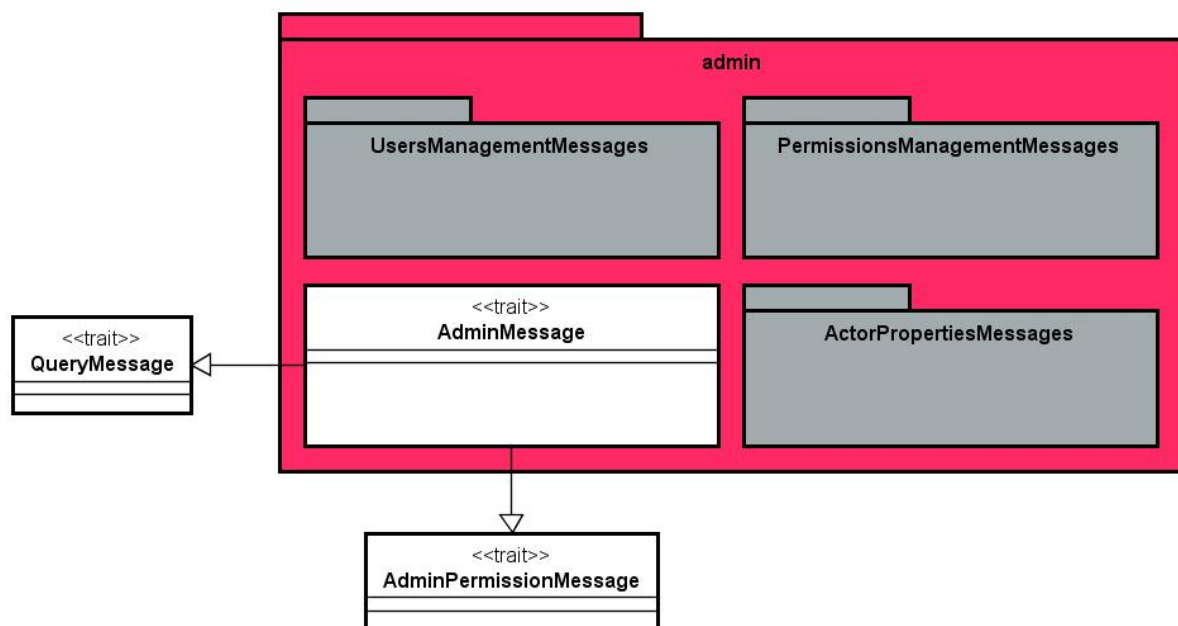 admin
UsersManagementMessages
PermissionsManagementMessages
<<trait>>
AdminMessage
ActorPropertiesMessages
<<trait>>
QueryMessage
<<trait>>
AdminPermissionMessage